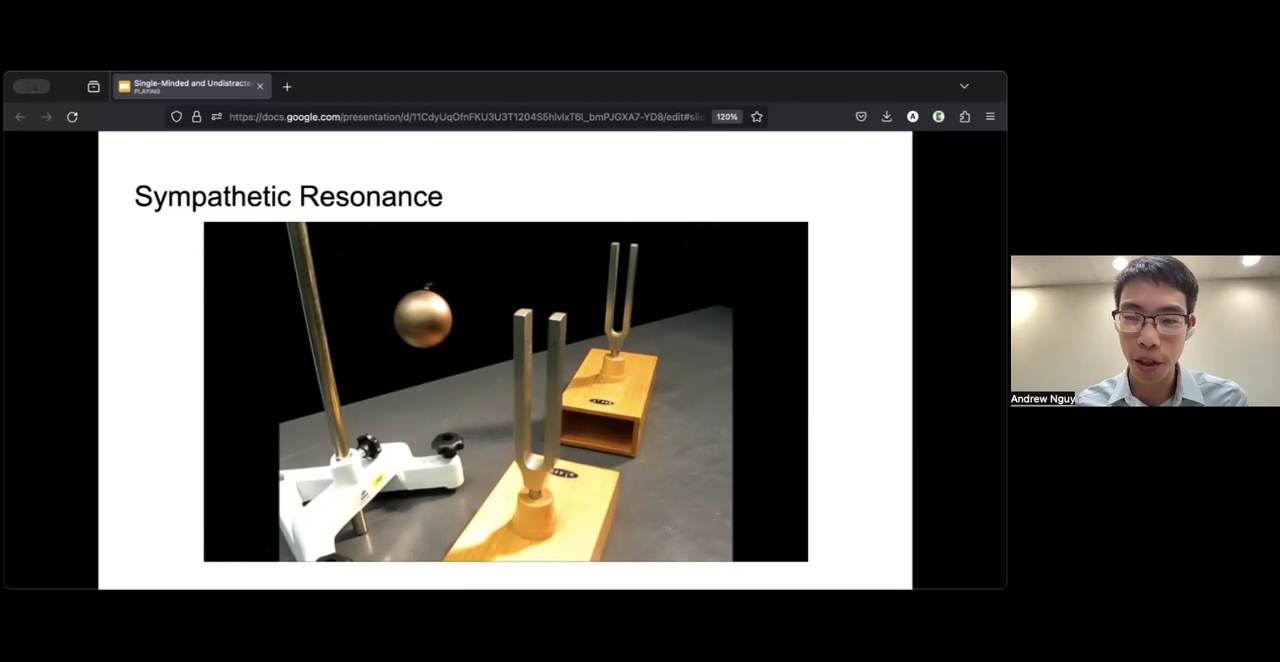 Single-Minded and Undistracte
PLAYING
https://docs.google.com/presentation/d/11CdyUqOfnFKU3U3T1204S5hlvlxT6l_bmPJGXA7-YD8/edit#slid
120%
Sympathetic Resonance
Andrew Nguy